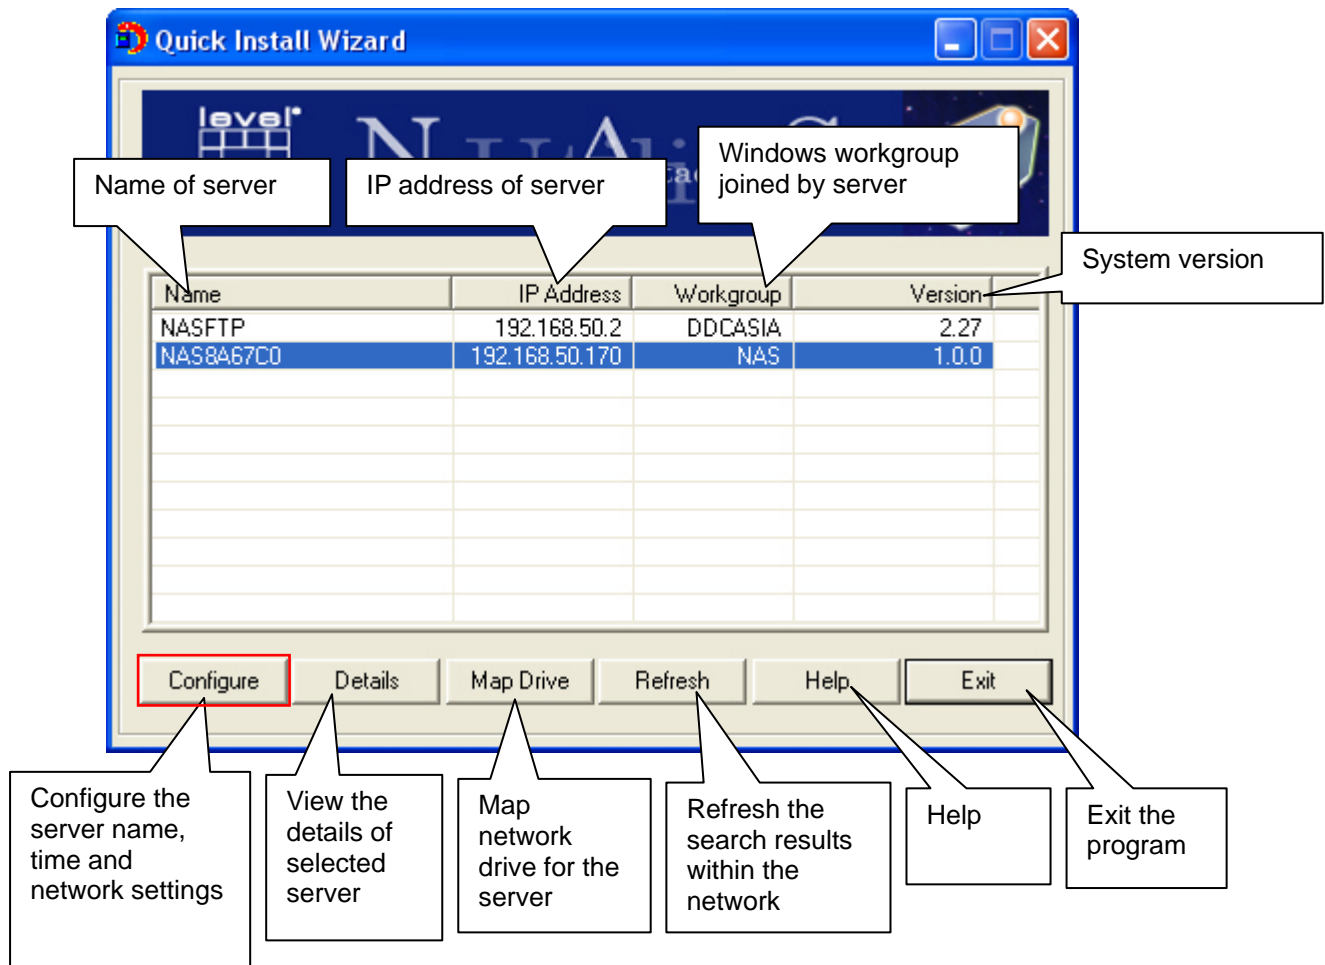 Quick Install Wizard
level
N
A
Name of server
IP address of server
Windows workgroup
joined by server
System version
Name IP Address Workgroup Version
NASFTP 192.168.50.2 DDCASIA 2.27
NAS8A67C0 192.168.50.170 NAS 1.0.0
Configure Details Map Drive Refresh Help Exit
Configure the
server name,
time and
network settings
View the
details of
selected
server
Map
network
drive for the
server
Refresh the
search results
within the
network
Help
Exit the
program